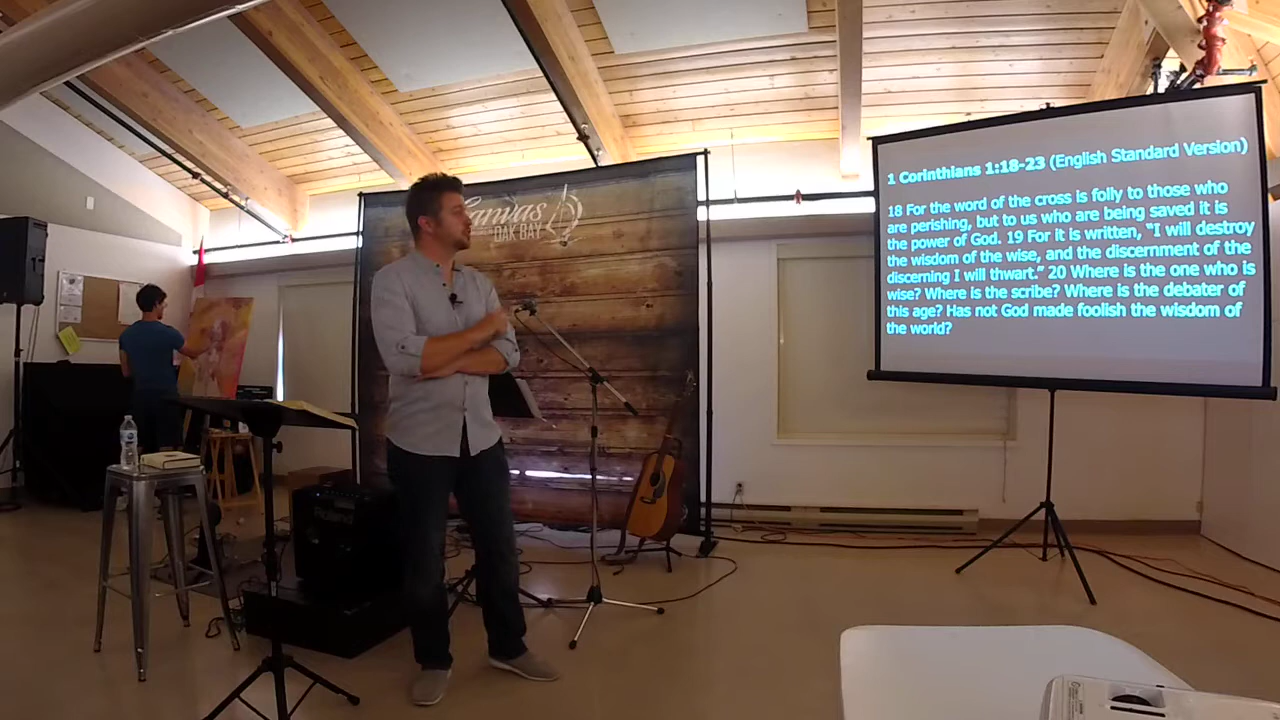 Canvas
OAK BAY
1 Corinthians 1:18-23 (English Standard Version)
18 For the word of the cross is folly to those who
are perishing, but to us who are being saved it is
the power of God. 19 For it is written, “I will destroy
the wisdom of the wise, and the discernment of the
discerning I will thwart.” 20 Where is the one who is
wise? Where is the scribe? Where is the debater of
this age? Has not God made foolish the wisdom of
the world?
Roland